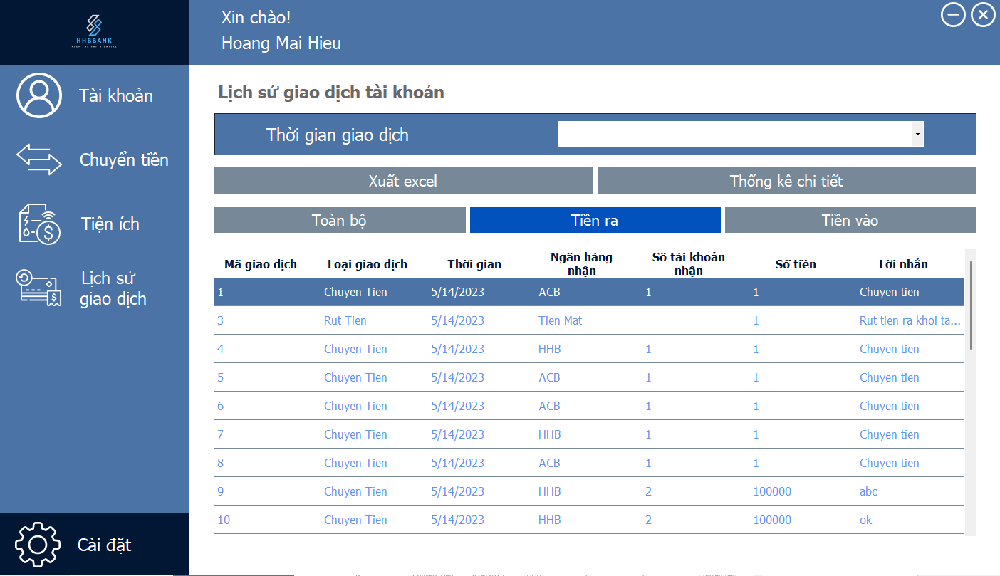 HHBBANK
KEEP THE FAITH ENTIRE
Xin chào!
Hoang Mai Hieu
Tài khoản
Chuyển tiền
Tiện ích
Lịch sử
giao dịch
Cài đặt
Lịch sử giao dịch tài khoản
Thời gian giao dịch
Xuất excel Thống kê chi tiết
Toàn bộ Tiền ra Tiền vào
Mã giao dịch Loại giao dịch Thời gian Ngân hàng nhận Số tài khoản nhận Số tiền Lời nhắn
1 Chuyen Tien 5/14/2023 ACB 1 1 Chuyen tien
3 Rut Tien 5/14/2023 Tien Mat 1 Rut tien ra khoi ta...
4 Chuyen Tien 5/14/2023 HHB 1 1 Chuyen tien
5 Chuyen Tien 5/14/2023 ACB 1 1 Chuyen tien
6 Chuyen Tien 5/14/2023 ACB 1 1 Chuyen tien
7 Chuyen Tien 5/14/2023 HHB 1 1 Chuyen tien
8 Chuyen Tien 5/14/2023 ACB 1 1 Chuyen tien
9 Chuyen Tien 5/14/2023 HHB 2 100000 abc
10 Chuyen Tien 5/14/2023 HHB 2 100000 ok